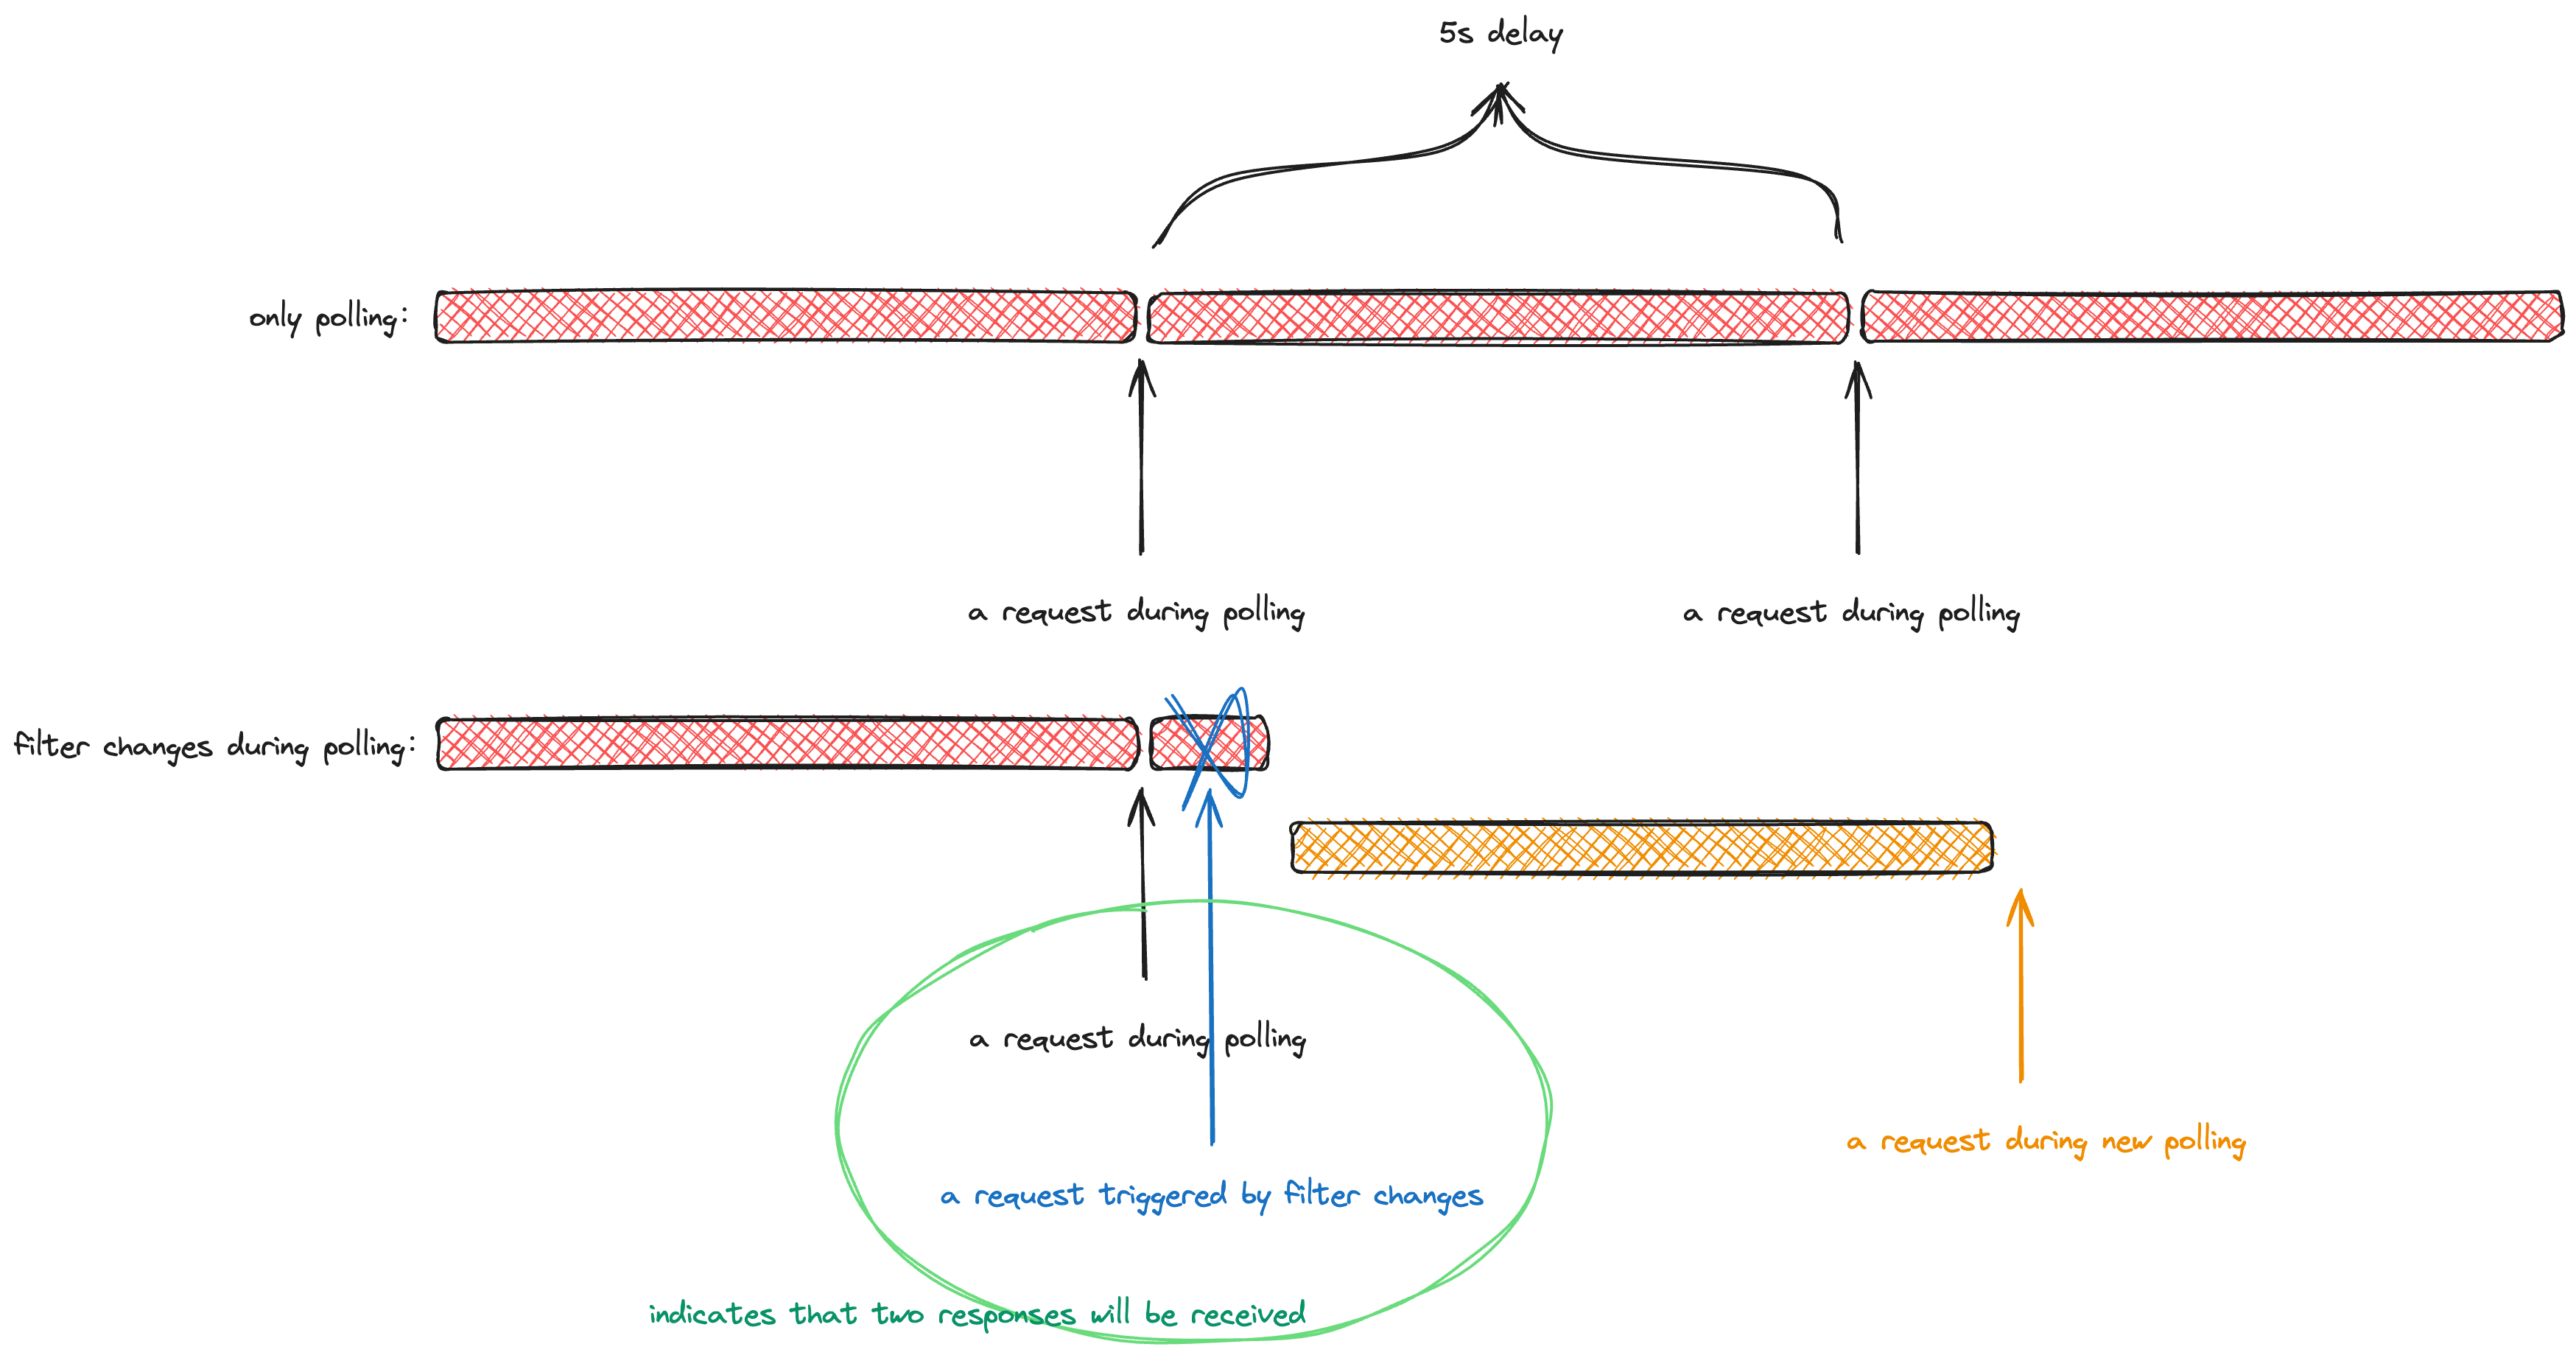 5s delay
only polling:
a request during polling
a request during polling
filter changes during polling:
a request during polling
a request during new polling
a request triggered by filter changes
indicates that two responses will be received